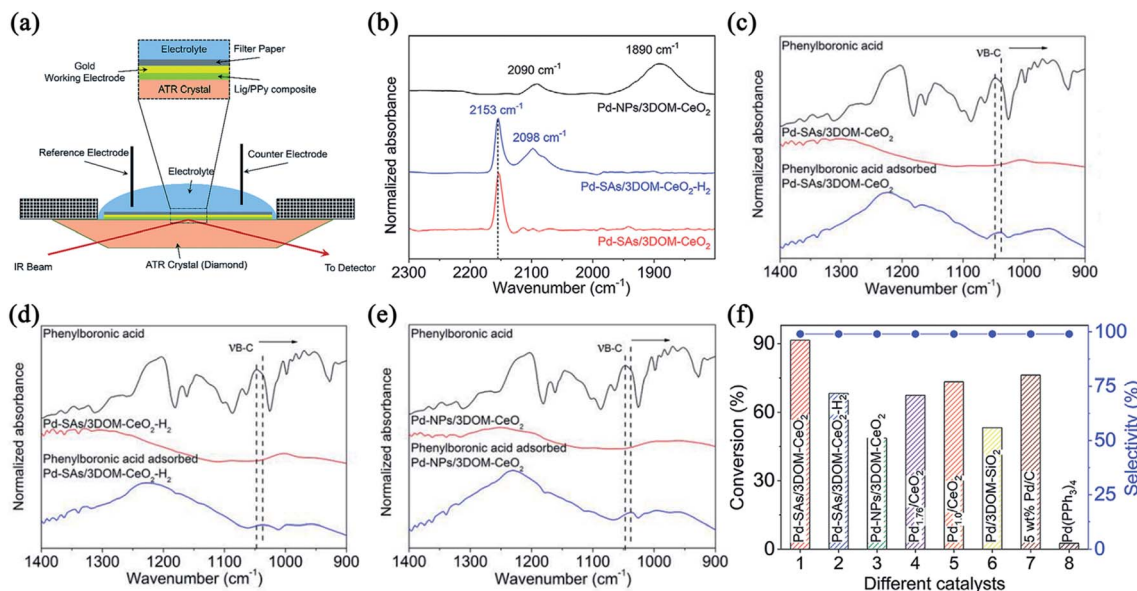 (a)
Electrolyte
Filter Paper
Gold
Working Electrode
Lig/PPy composite
ATR Crystal
Reference Electrode
Counter Electrode
Electrolyte
IR Beam
ATR Crystal (Diamond)
To Detector
(b)
Normalized absorbance
1890 cm⁻¹
2090 cm⁻¹
Pd-NPs/3DOM-CeO₂
2153 cm⁻¹
2098 cm⁻¹
Pd-SAs/3DOM-CeO₂-H₂
Pd-SAs/3DOM-CeO₂
2300 2200 2100 2000 1900
Wavenumber (cm⁻¹)
(c)
Normalized absorbance
Phenylboronic acid
νB-C
Pd-SAs/3DOM-CeO₂
Phenylboronic acid adsorbed
Pd-SAs/3DOM-CeO₂
1400 1300 1200 1100 1000 900
Wavenumber (cm⁻¹)
(d)
Normalized absorbance
Phenylboronic acid
νB-C
Pd-SAs/3DOM-CeO₂-H₂
Phenylboronic acid adsorbed
Pd-SAs/3DOM-CeO₂-H₂
1400 1300 1200 1100 1000 900
Wavenumber (cm⁻¹)
(e)
Normalized absorbance
Phenylboronic acid
νB-C
Pd-NPs/3DOM-CeO₂
Phenylboronic acid adsorbed
Pd-NPs/3DOM-CeO₂
1400 1300 1200 1100 1000 900
Wavenumber (cm⁻¹)
(f)
Conversion (%)
90
60
30
0
Pd-SAs/3DOM-CeO₂
Pd-SAs/3DOM-CeO₂-H₂
Pd-NPs/3DOM-CeO₂
Pd₁.₇₆/CeO₂
Pd₁.₀/CeO₂
Pd/3DOM-SiO₂
5 wt% Pd/C
Pd(PPh₃)₄
100
75
50
25
0
Selectivity (%)
1 2 3 4 5 6 7 8
Different catalysts